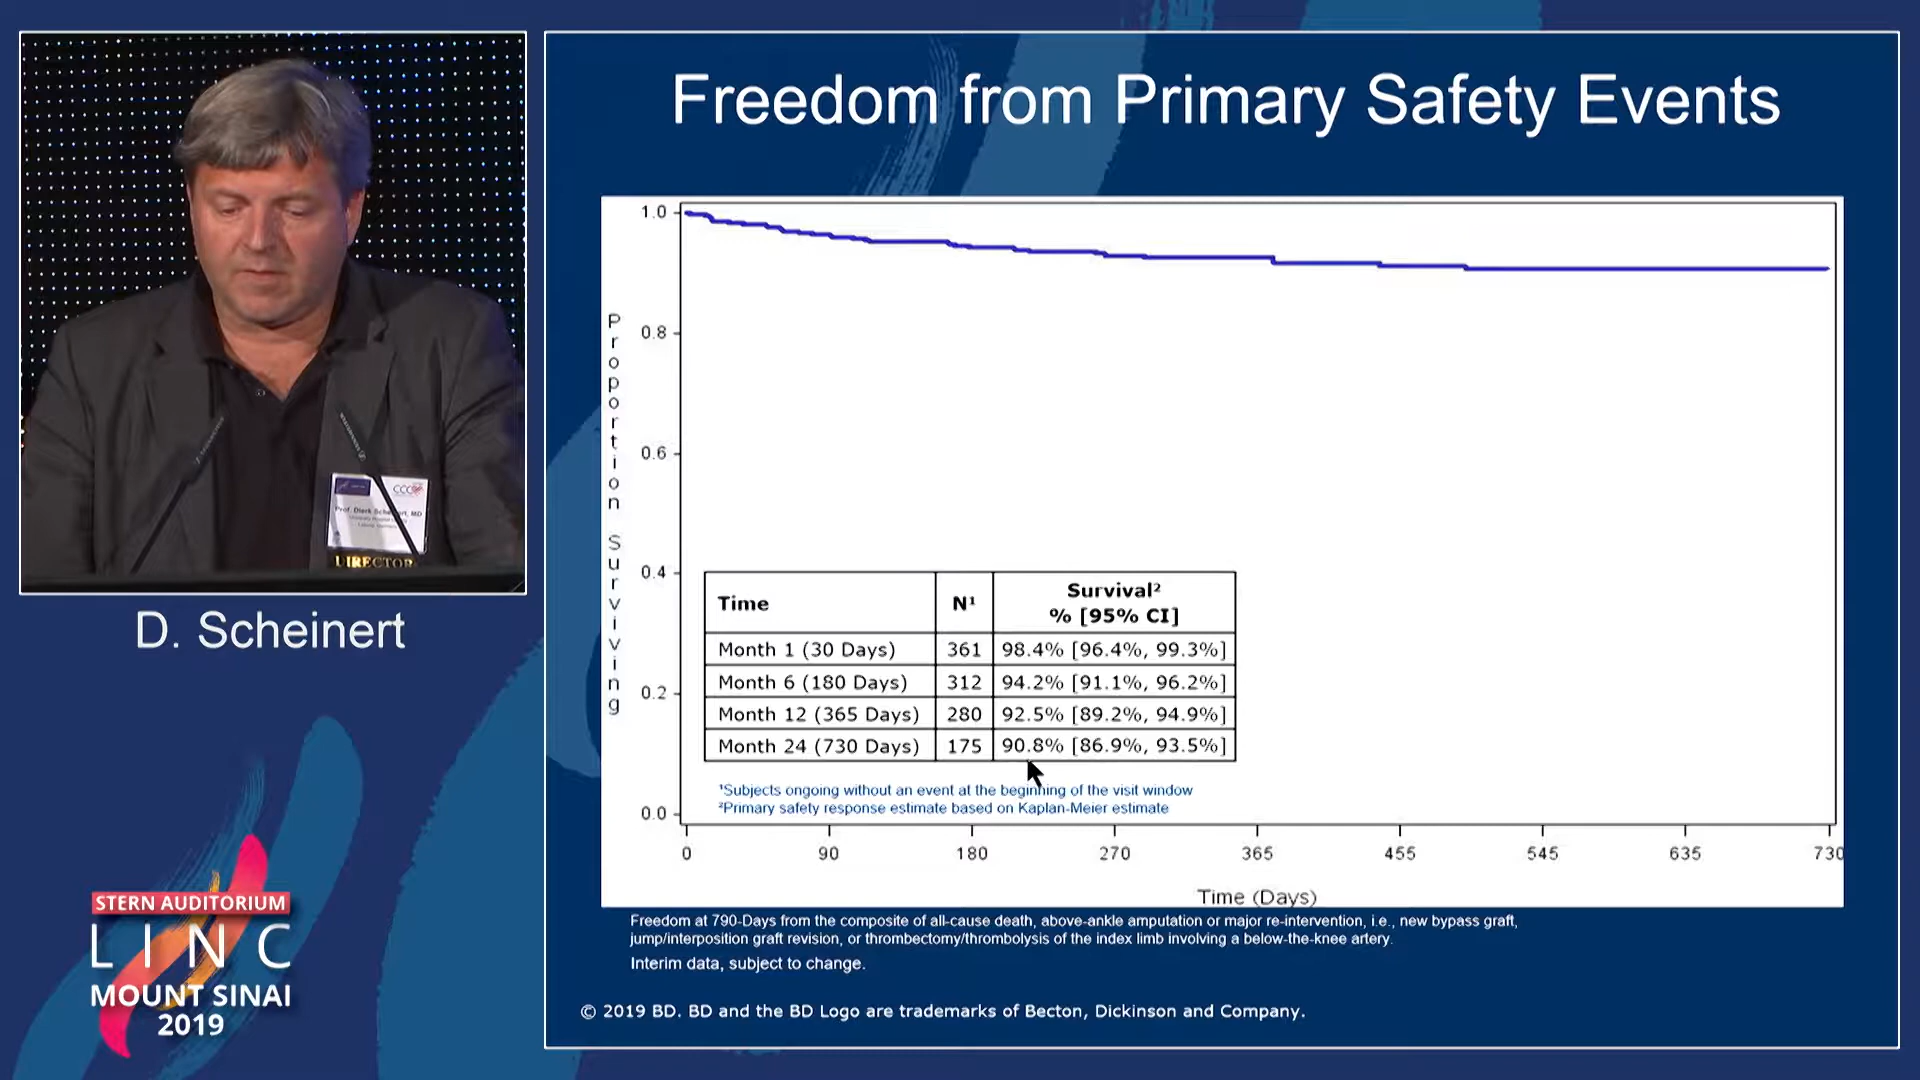 Freedom from Primary Safety Events
Proportion Surviving
1.0
0.8
0.6
0.4
0.2
0.0
Time N¹ Survival² % [95% CI]
Month 1 (30 Days) 361 98.4% [96.4%, 99.3%]
Month 6 (180 Days) 312 94.2% [91.1%, 96.2%]
Month 12 (365 Days) 280 92.5% [89.2%, 94.9%]
Month 24 (730 Days) 175 90.8% [86.9%, 93.5%]
¹Subjects ongoing without an event at the beginning of the visit window
²Primary safety response estimate based on Kaplan-Meier estimate
0 90 180 270 365 455 545 635 730
Time (Days)
Freedom at 790-Days from the composite of all-cause death, above-ankle amputation or major re-intervention, i.e., new bypass graft,
jump/interposition graft revision, or thrombectomy/thrombolysis of the index limb involving a below-the-knee artery.
Interim data, subject to change.
© 2019 BD. BD and the BD Logo are trademarks of Becton, Dickinson and Company.
Prof. Dierk Scheinert, MD
DIRECTOR
D. Scheinert
STERN AUDITORIUM
LINC
MOUNT SINAI
2019